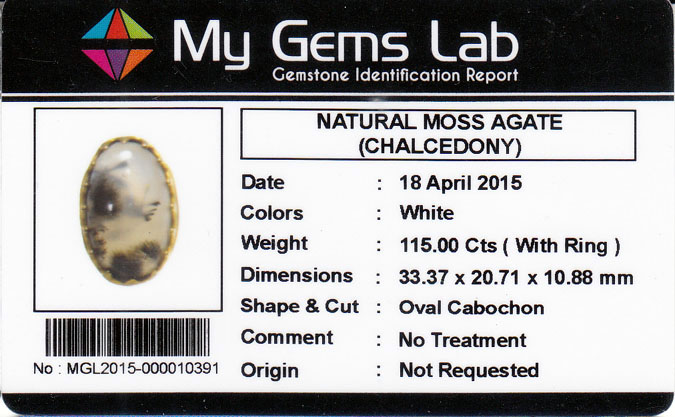 My Gems Lab
Gemstone Identification Report
NATURAL MOSS AGATE
(CHALCEDONY)
Date : 18 April 2015
Colors : White
Weight : 115.00 Cts ( With Ring )
Dimensions : 33.37 x 20.71 x 10.88 mm
Shape & Cut : Oval Cabochon
Comment : No Treatment
Origin : Not Requested
No : MGL2015-000010391